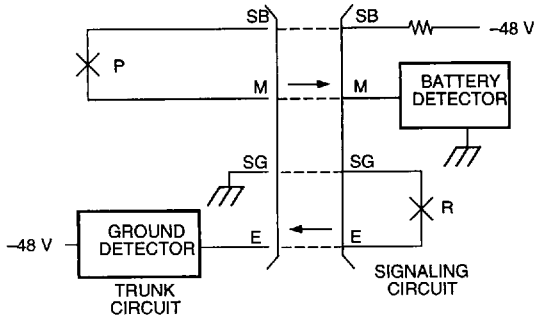 SB
SB
–48 V
P
M
M
BATTERY
DETECTOR
SG
SG
R
GROUND
DETECTOR
–48 V
E
E
TRUNK
CIRCUIT
SIGNALING
CIRCUIT